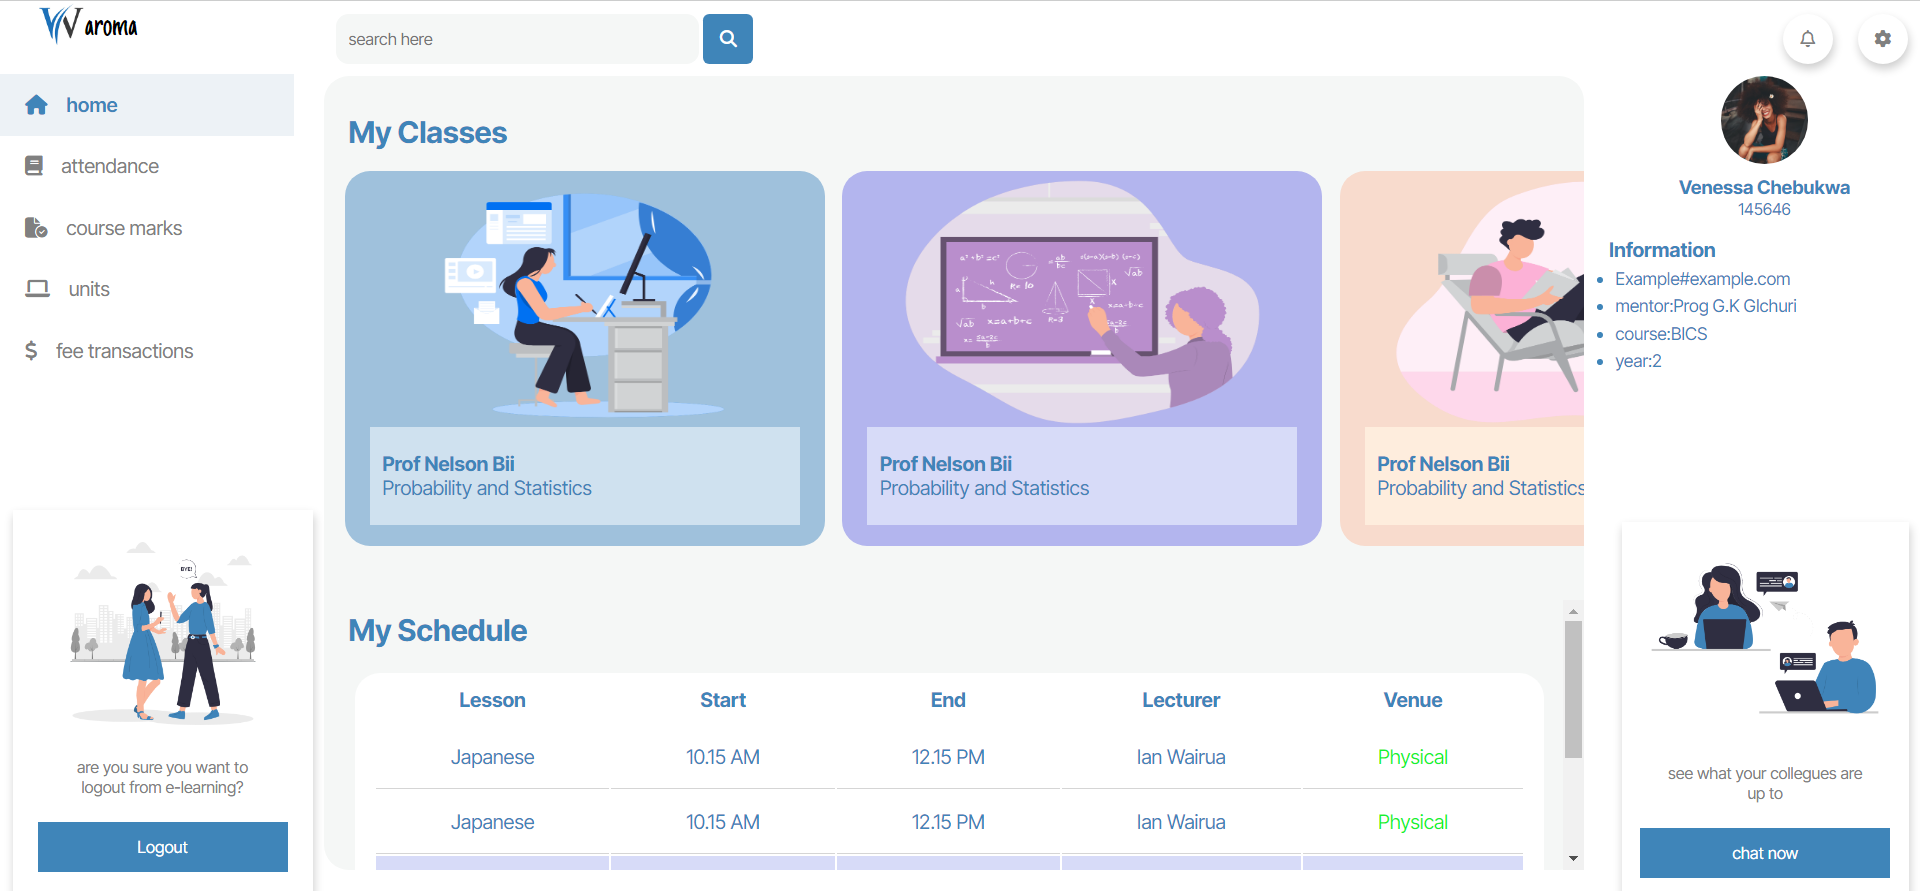 aroma
search here
home
attendance
course marks
units
fee transactions
are you sure you want to
logout from e-learning?
Logout
My Classes
Prof Nelson Bii
Probability and Statistics
Prof Nelson Bii
Probability and Statistics
Prof Nelson Bii
Probability and Statistics
My Schedule
Lesson Start End Lecturer Venue
Japanese 10.15 AM 12.15 PM Ian Wairua Physical
Japanese 10.15 AM 12.15 PM Ian Wairua Physical
Venessa Chebukwa
145646
Information
Example#example.com
mentor:Prog G.K GIchuri
course:BICS
year:2
see what your collegues are
up to
chat now
BYE!